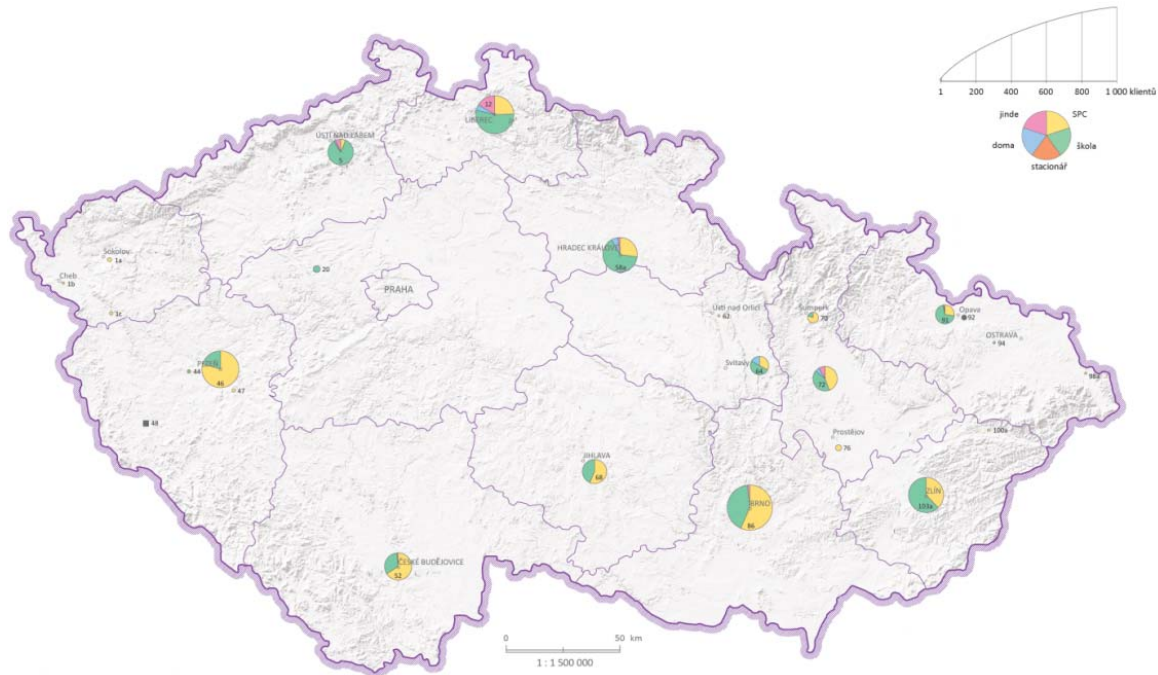 1 200 400 600 800 1 000 klientů
jinde SPC
doma škola
stacionář
12
LIBEREC
ÚSTÍ NAD LABEM
5
HRADEC KRÁLOVÉ
58a
Sokolov
1a
Cheb
1b
1c
20
PRAHA
Ústí nad Orlicí
62
Šumperk
70
91
Opava
92
OSTRAVA
94
PLZEŇ
44
46
47
48
Svitavy
64
72
Prostějov
76
100a
JIHLAVA
68
BRNO
86
ZLÍN
103a
ČESKÉ BUDĚJOVICE
52
0 50 km
1 : 1 500 000